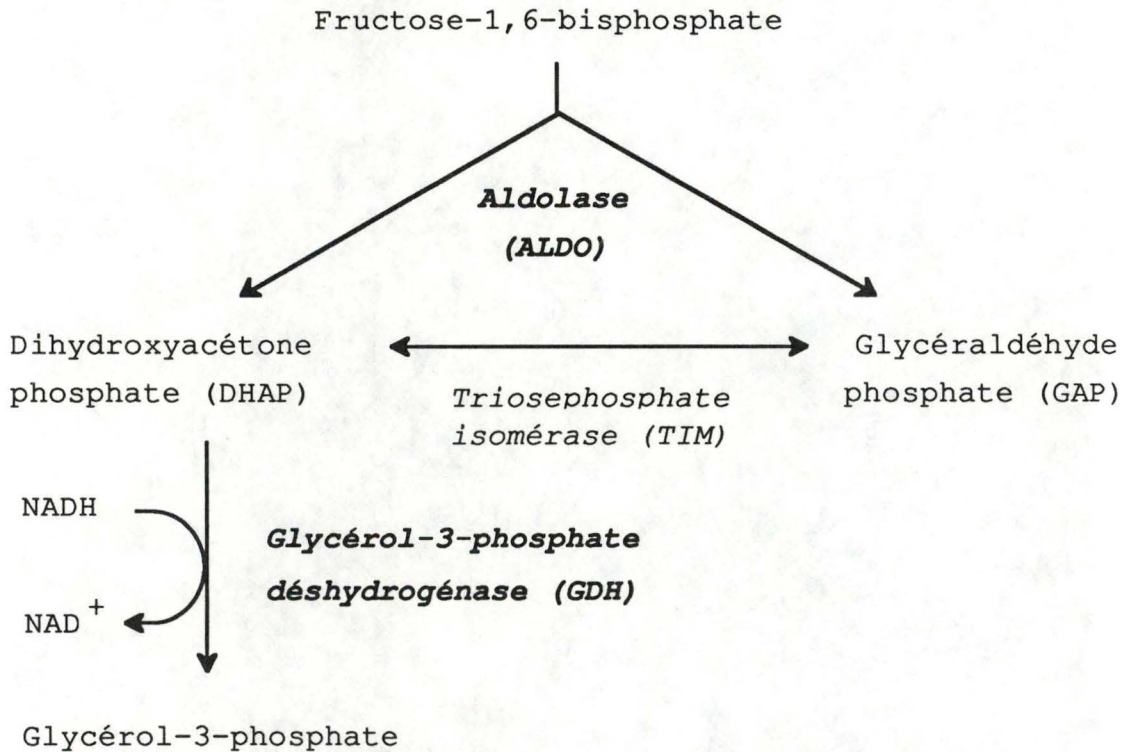 Fructose-1,6-bisphosphate
Aldolase
(ALDO)
Dihydroxyacétone
phosphate (DHAP)
Triosephosphate
isomérase (TIM)
Glycéraldéhyde
phosphate (GAP)
NADH
NAD+
Glycérol-3-phosphate
déshydrogénase (GDH)
Glycérol-3-phosphate